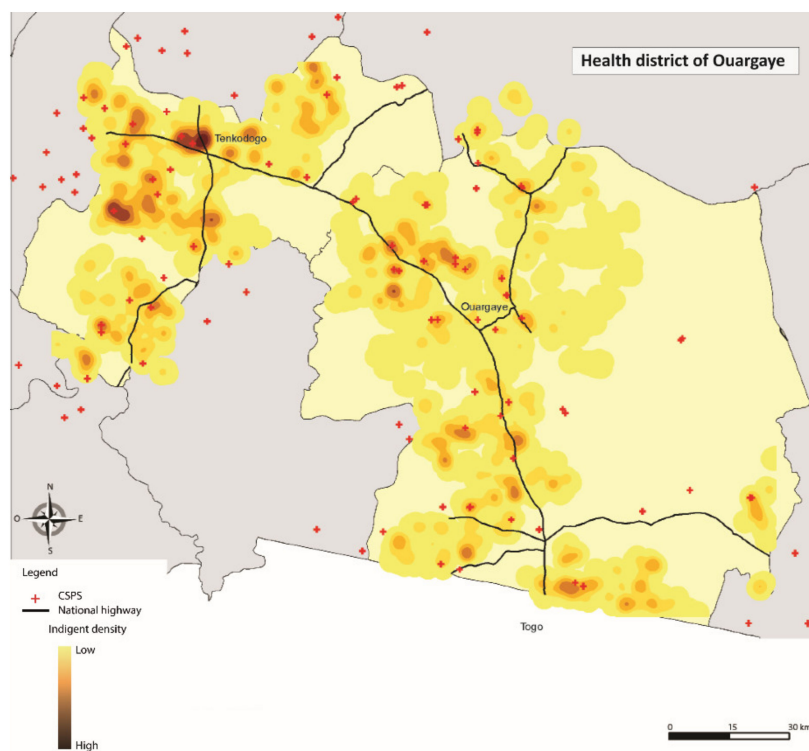 Health district of Ouargaye
Tenkodogo
Ouargaye
N
O
E
S
Legend
CSPS
National highway
Indigent density
Low
High
Togo
0
15
30 km